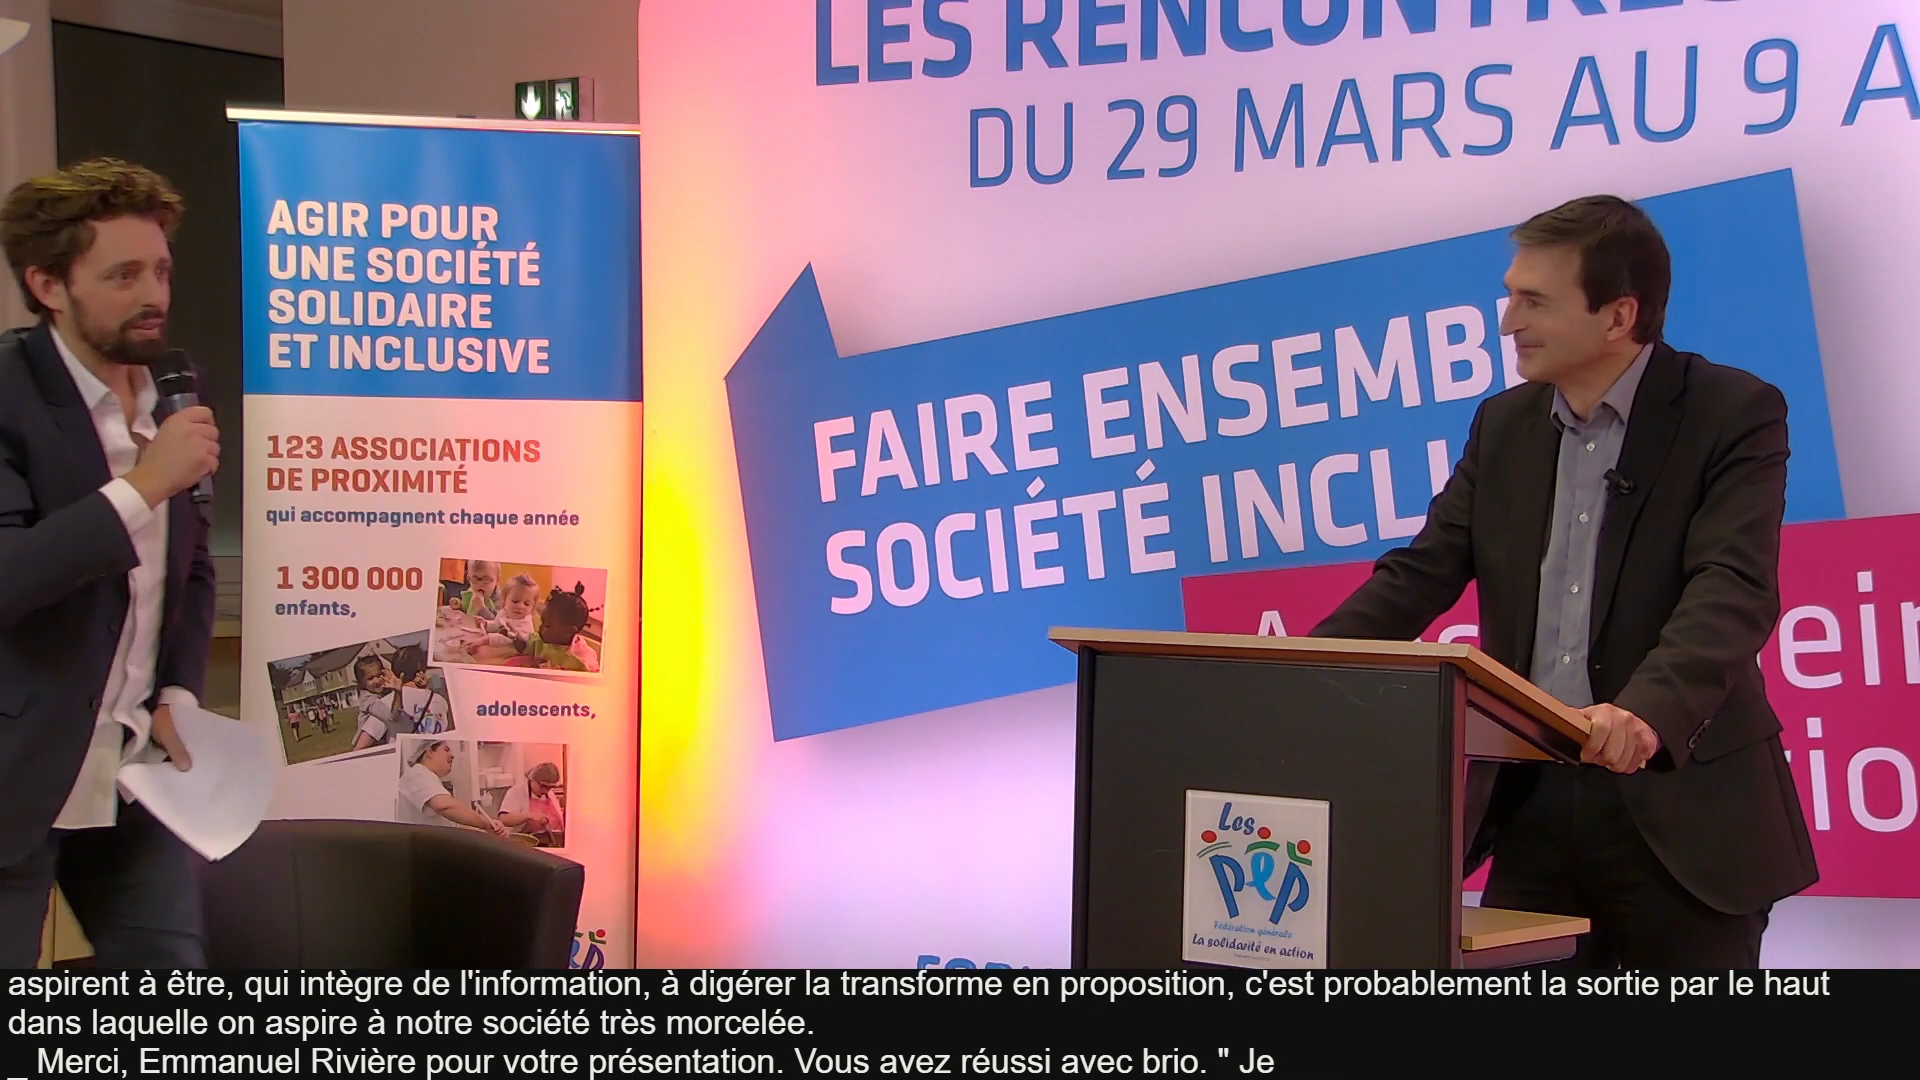 LES RENCONTRES
DU 29 MARS AU 9 A
AGIR POUR
UNE SOCIÉTÉ
SOLIDAIRE
ET INCLUSIVE
123 ASSOCIATIONS
DE PROXIMITÉ
qui accompagnent chaque année
1 300 000
enfants,
adolescents,
FAIRE ENSEMB
SOCIÉTÉ INCLU
Les
PEP
Fédération générale
La solidarité en action
aspirent à être, qui intègre de l'information, à digérer la transforme en proposition, c'est probablement la sortie par le haut
dans laquelle on aspire à notre société très morcelée.
_ Merci, Emmanuel Rivière pour votre présentation. Vous avez réussi avec brio. " Je